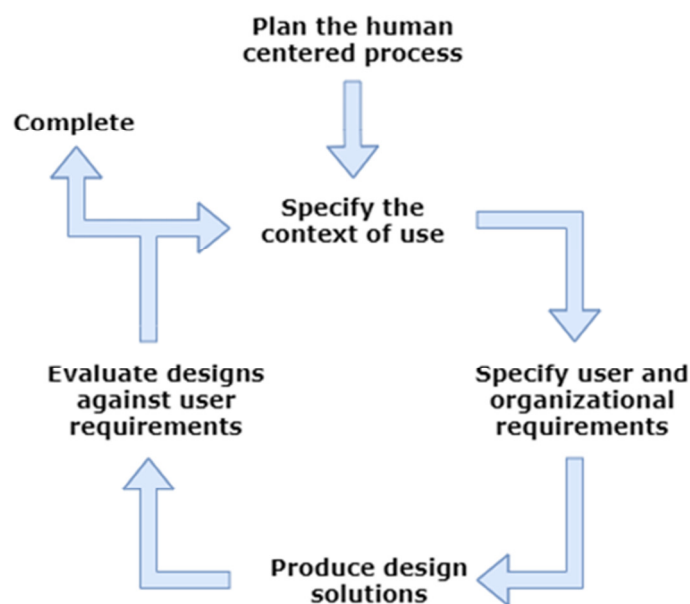 Plan the human
centered process
Complete
Specify the
context of use
Evaluate designs
against user
requirements
Specify user and
organizational
requirements
Produce design
solutions